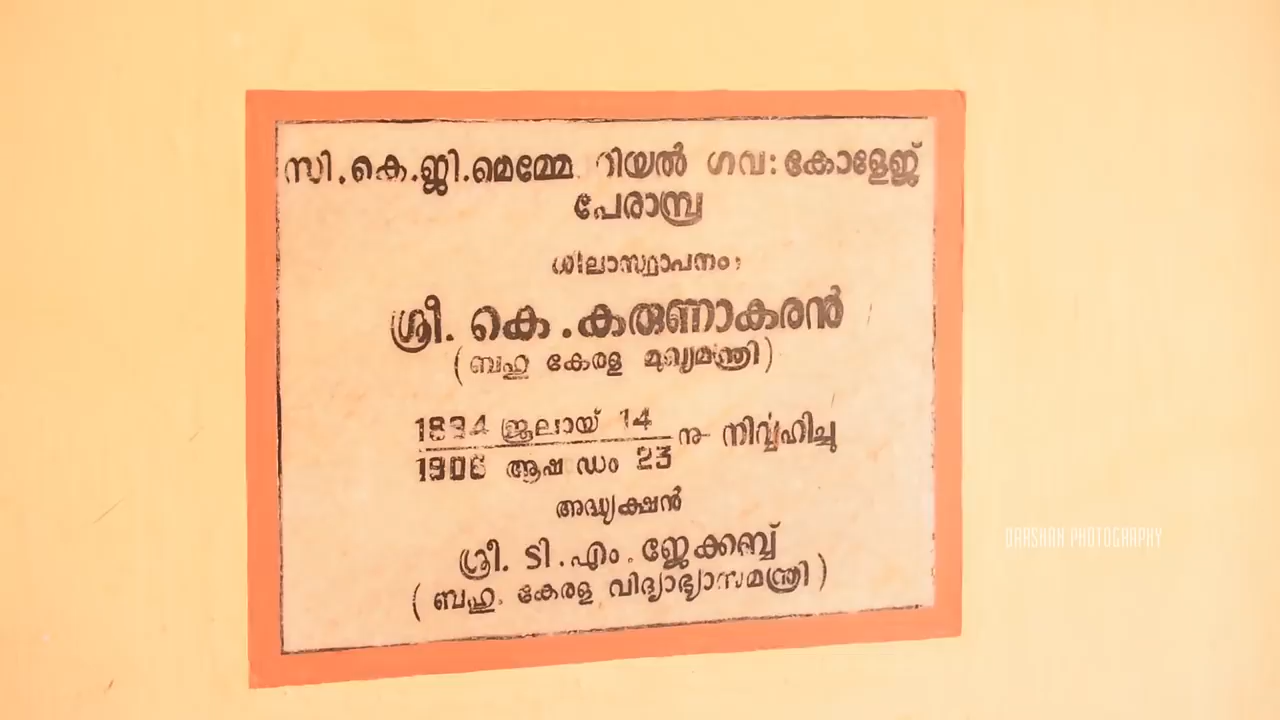 സി.കെ.ജി.മെമ്മോറിയൽ ഗവ: കോളേജ്
പേരാമ്പ്ര
ശിലാസ്ഥാപനം:
ശ്രീ. കെ.കരുണാകരൻ
(ബഹു കേരള മുഖ്യമന്ത്രി)
1994 ജൂലായ് 14
നു- നിർവ്വഹിച്ചു
ആഷാഡം 23
അദ്ധ്യക്ഷൻ
ശ്രീ. ടി.എം.ജേക്കബ്ബ്
( ബഹു. കേരള വിദ്യാഭ്യാസമന്ത്രി )
DARSHAN PHOTOGRAPHY